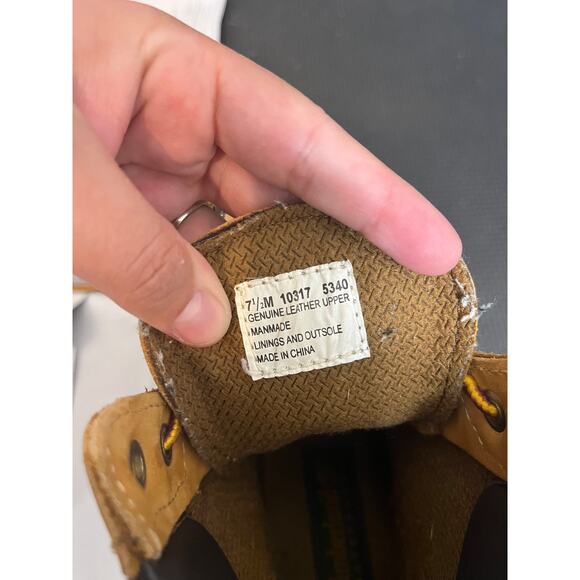 7½M 10317 5340
GENUINE LEATHER UPPER
MANMADE
LININGS AND OUTSOLE
MADE IN CHINA